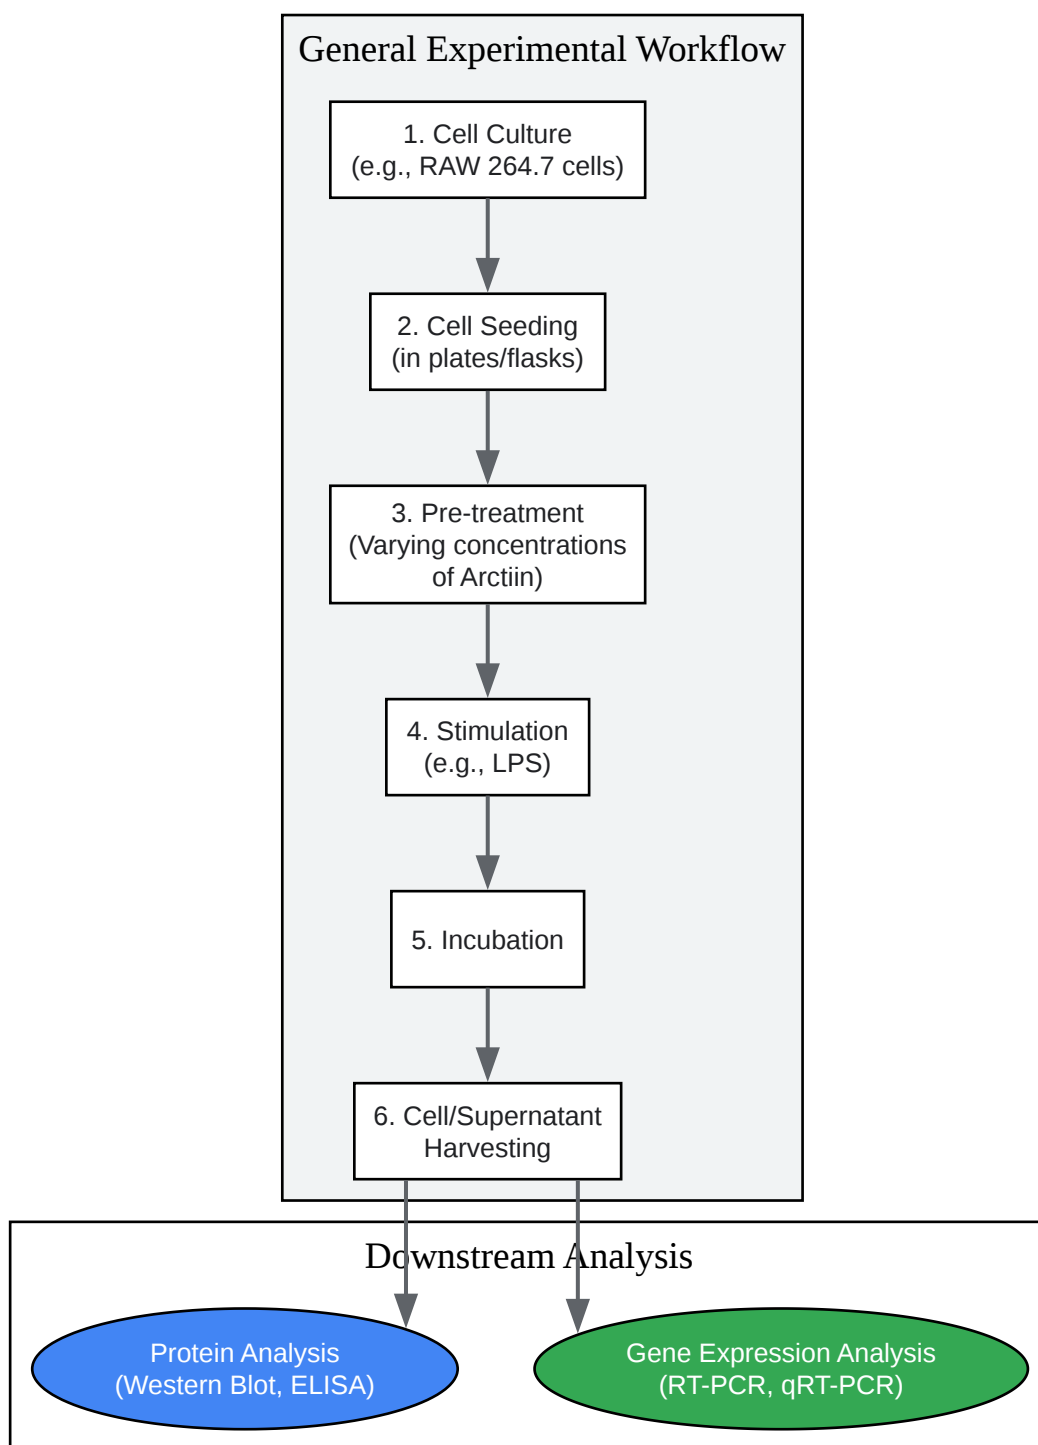 General Experimental Workflow
1. Cell Culture
(e.g., RAW 264.7 cells)
2. Cell Seeding
(in plates/flasks)
3. Pre-treatment
(Varying concentrations
of Arctiin)
4. Stimulation
(e.g., LPS)
5. Incubation
6. Cell/Supernatant
Harvesting
Downstream Analysis
Protein Analysis
(Western Blot, ELISA)
Gene Expression Analysis
(RT-PCR, qRT-PCR)